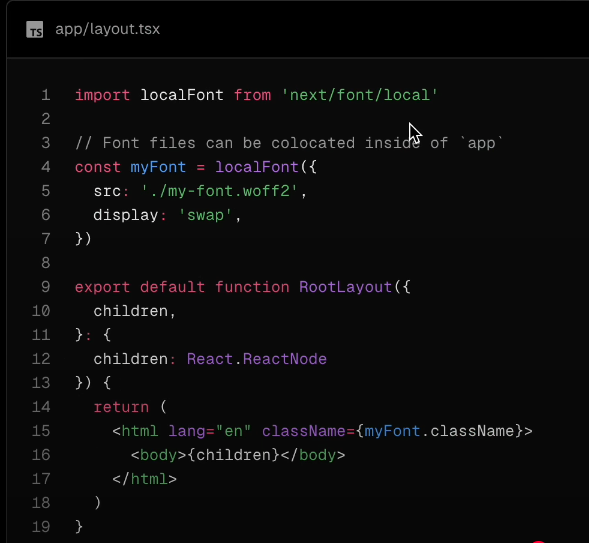 TS app/layout.tsx
1 import localFont from 'next/font/local'
2
3 // Font files can be colocated inside of `app`
4 const myFont = localFont({
5   src: './my-font.woff2',
6   display: 'swap',
7 })
8
9 export default function RootLayout({
10   children,
11 }: {
12   children: React.ReactNode
13 }) {
14   return (
15     <html lang="en" className={myFont.className}>
16       <body>{children}</body>
17     </html>
18   )
19 }